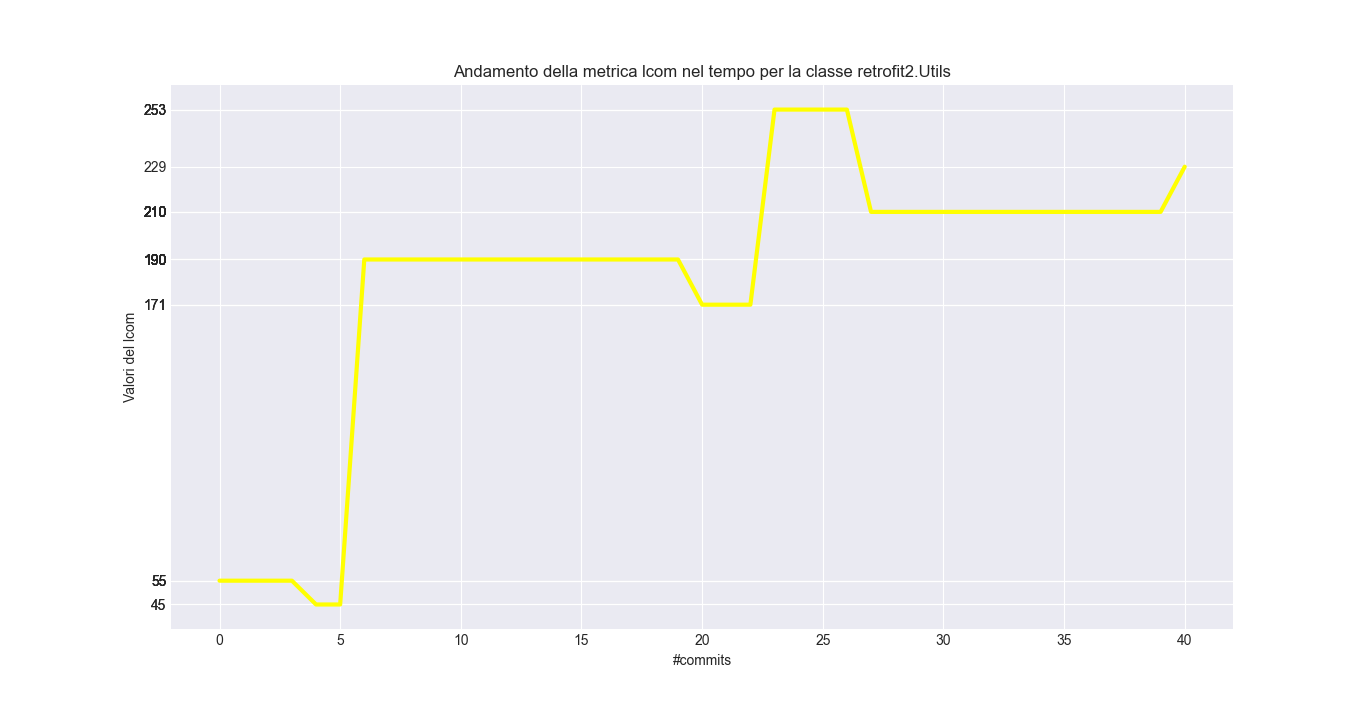 Andamento della metrica lcom nel tempo per la classe retrofit2.Utils
253
229
210
190
171
55
45
Valori del lcom
0 5 10 15 20 25 30 35 40
#commits